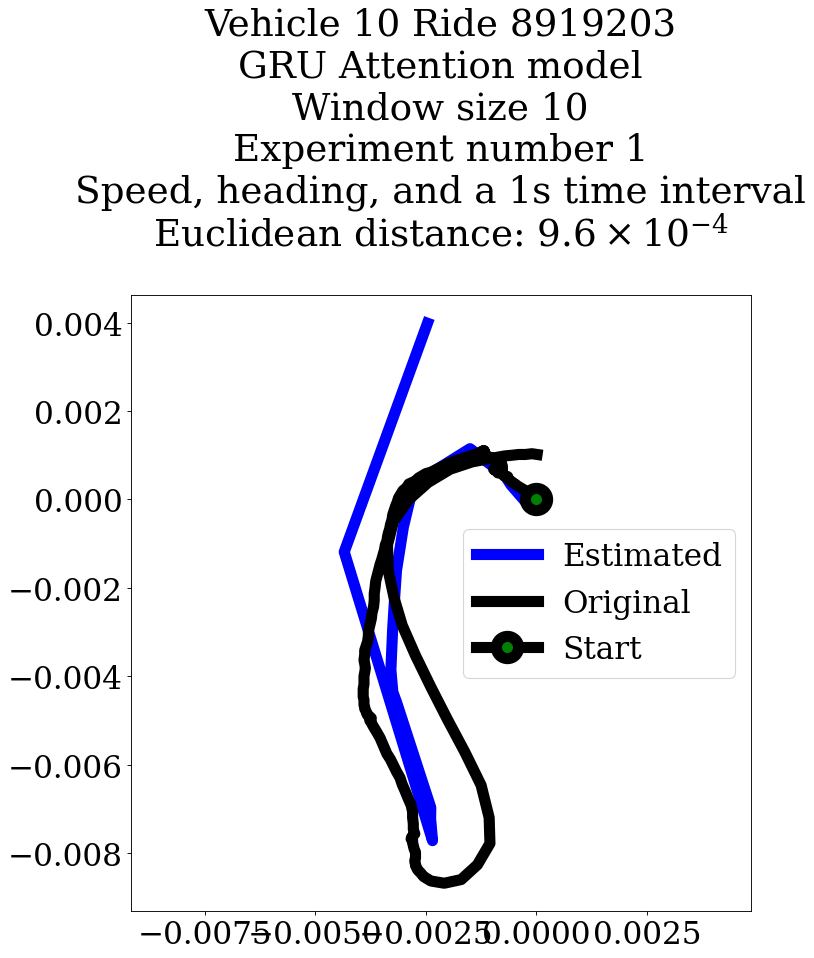 Vehicle 10 Ride 8919203
GRU Attention model
Window size 10
Experiment number 1
Speed, heading, and a 1s time interval
Euclidean distance: 9.6 × 10⁻⁴
0.004
0.002
0.000
−0.002
−0.004
−0.006
−0.008
Estimated
Original
Start
−0.0075 −0.0050 −0.0025 0.0000 0.0025